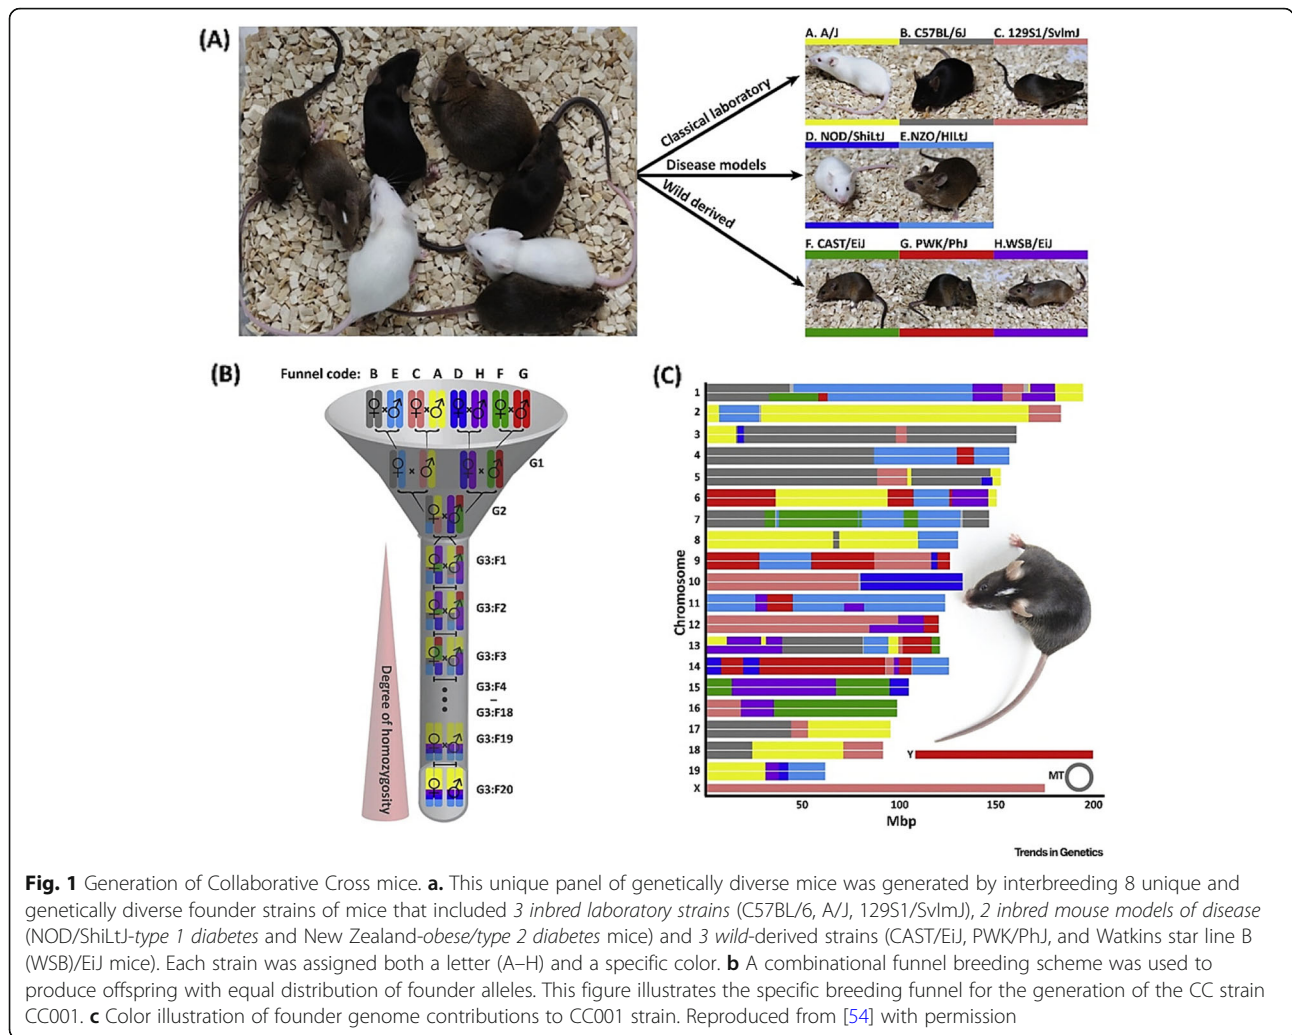 (A)
Classical laboratory
Disease models
Wild derived
A. A/J B. C57BL/6J C. 129S1/SvImJ
D. NOD/ShiLtJ E.NZO/HILtJ
F. CAST/EiJ G. PWK/PhJ H.WSB/EiJ
(B)
Funnel code: B E C A D H F G
♀ × ♂ ♀ × ♂ ♀ × ♂ ♀ × ♂
♀ × ♂ ♀ × ♂ G1
♀ × ♂ G2
♀ × ♂ G3:F1
♀ × ♂ G3:F2
♀ × ♂ G3:F3
G3:F4
–
G3:F18
♀ × ♂ G3:F19
♀ ♂ G3:F20
Degree of homozygosity
(C)
Chromosome
1
2
3
4
5
6
7
8
9
10
11
12
13
14
15
16
17
18
19
X
Y
MT
50 100 150 200
Mbp
Trends in Genetics
Fig. 1 Generation of Collaborative Cross mice. a. This unique panel of genetically diverse mice was generated by interbreeding 8 unique and
genetically diverse founder strains of mice that included 3 inbred laboratory strains (C57BL/6, A/J, 129S1/SvlmJ), 2 inbred mouse models of disease
(NOD/ShiLtJ-type 1 diabetes and New Zealand-obese/type 2 diabetes mice) and 3 wild-derived strains (CAST/EiJ, PWK/PhJ, and Watkins star line B
(WSB)/EiJ mice). Each strain was assigned both a letter (A–H) and a specific color. b A combinational funnel breeding scheme was used to
produce offspring with equal distribution of founder alleles. This figure illustrates the specific breeding funnel for the generation of the CC strain
CC001. c Color illustration of founder genome contributions to CC001 strain. Reproduced from [54] with permission